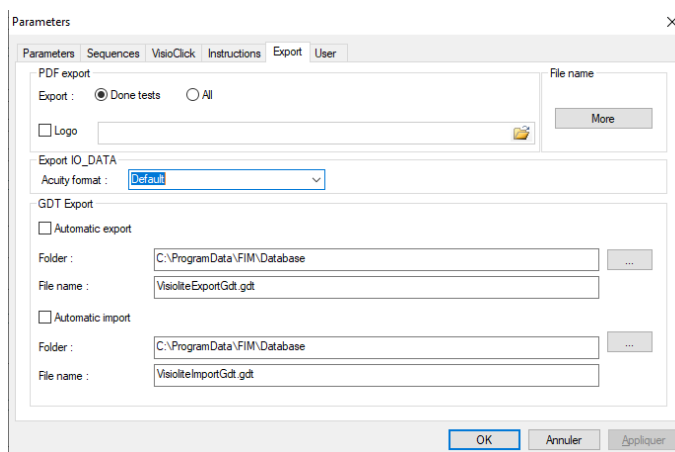 Parameters
Parameters Sequences VisioClick Instructions Export User
PDF export
File name
Export : Done tests All
More
Logo
Export IO_DATA
Acuity format : Default
GDT Export
Automatic export
Folder : C:\ProgramData\FIM\Database ...
File name : VisioliteExportGdt.gdt
Automatic import
Folder : C:\ProgramData\FIM\Database ...
File name : VisioliteImportGdt.gdt
OK Annuler Appliquer